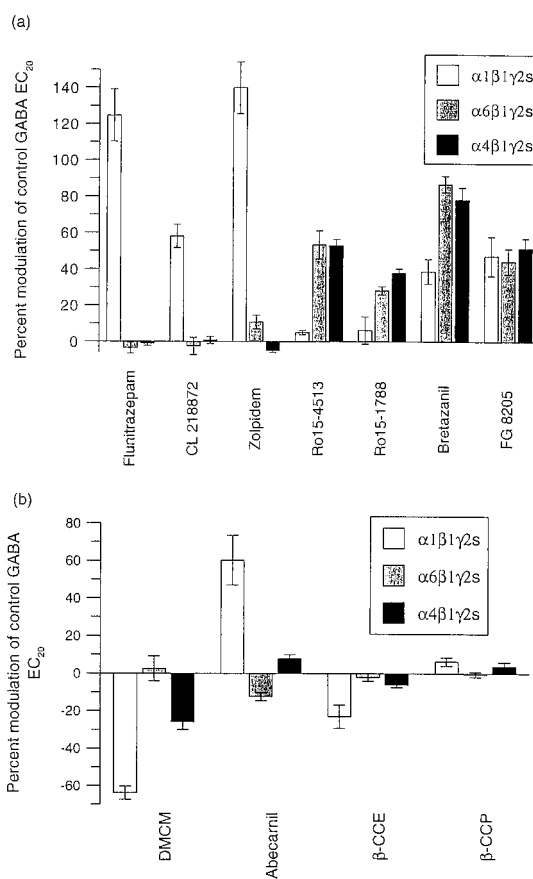 (a)
Percent modulation of control GABA EC20
140
120
100
80
60
40
20
0
α1β1γ2s
α6β1γ2s
α4β1γ2s
Flunitrazepam
CL 218872
Zolpidem
Ro15-4513
Ro15-1788
Bretazanil
FG 8205
(b)
Percent modulation of control GABA
EC20
80
60
40
20
0
-20
-40
-60
α1β1γ2s
α6β1γ2s
α4β1γ2s
DMCM
Abecarnil
β-CCE
β-CCP